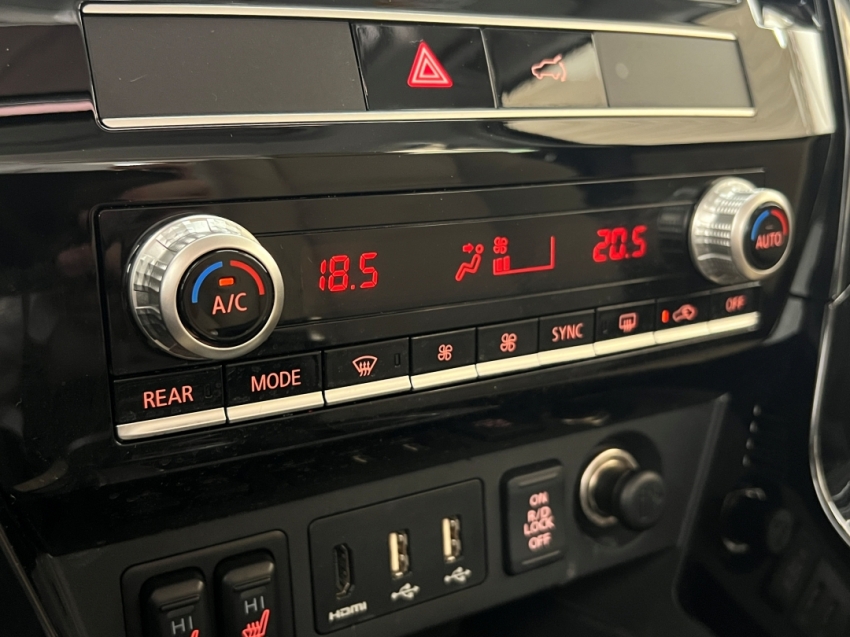 18.5
20.5
A/C
AUTO
REAR
MODE
SYNC
OFF
ON
R/D
LOCK
OFF
HDMI
HI
HI